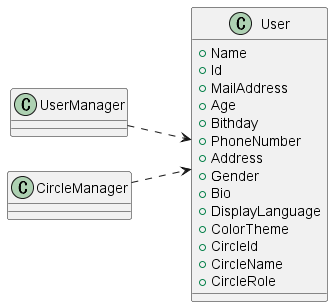 C User
Name
Id
MailAddress
Age
Bithday
PhoneNumber
Address
Gender
Bio
DisplayLanguage
ColorTheme
CircleId
CircleName
CircleRole
C UserManager
C CircleManager